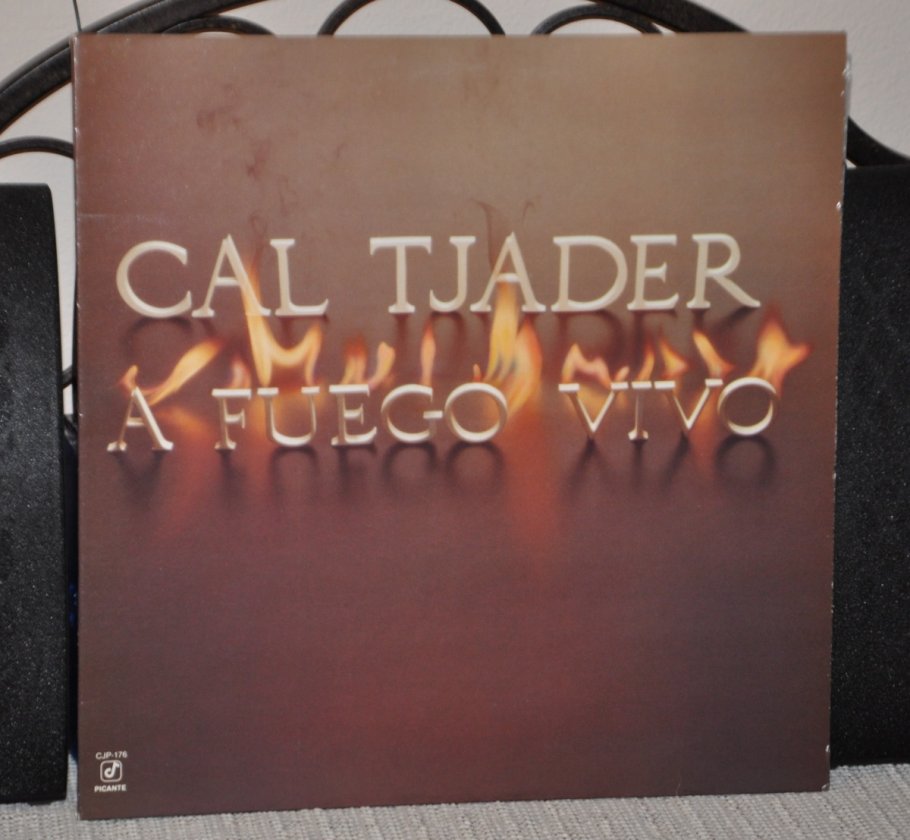 CAL TJADER
A FUEGO VIVO
CJP-176
PICANTE